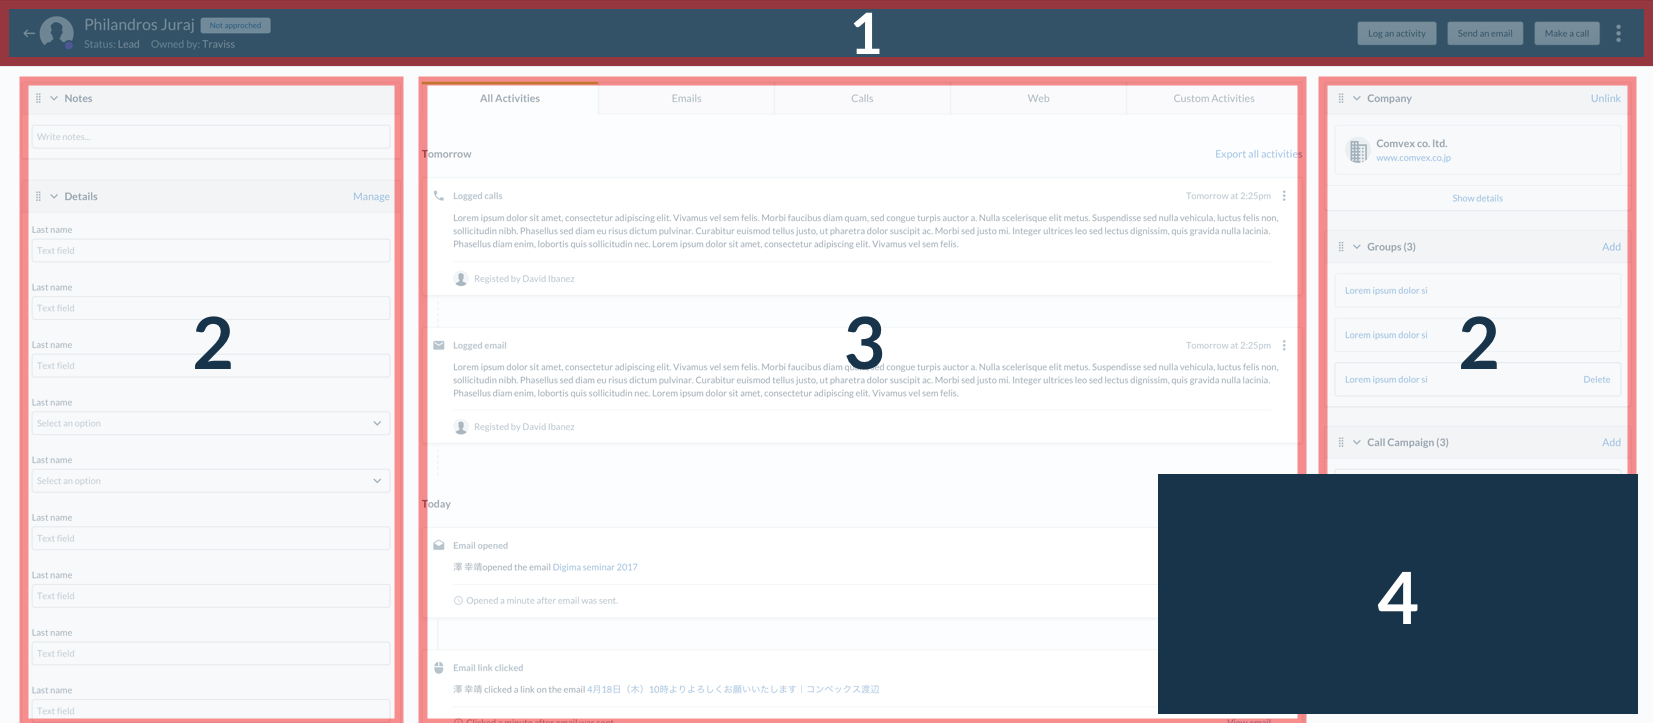 Philandros Juraj
Not approched
Status: Lead Owned by: Traviss
1
Log an activity
Send an email
Make a call
Notes
Write notes...
Details
Manage
Last name
Text field
Last name
Text field
Last name
Text field
Last name
Select an option
Last name
Select an option
Last name
Text field
Last name
Text field
Last name
Text field
Last name
Text field
2
All Activities
Emails
Calls
Web
Custom Activities
Tomorrow
Export all activities
Logged calls
Tomorrow at 2:25pm
Lorem ipsum dolor sit amet, consectetur adipiscing elit. Vivamus vel sem felis. Morbi faucibus diam quam, sed congue turpis auctor a. Nulla scelerisque elit metus. Suspendisse sed nulla vehicula, luctus felis non,
sollicitudin nibh. Phasellus sed diam eu risus dictum pulvinar. Curabitur euismod tellus justo, ut pharetra dolor suscipit ac. Morbi sed justo mi. Integer ultrices leo sed lectus dignissim, quis gravida nulla lacinia.
Phasellus diam enim, lobortis quis sollicitudin nec. Lorem ipsum dolor sit amet, consectetur adipiscing elit. Vivamus vel sem felis.
Registed by David Ibanez
3
Logged email
Tomorrow at 2:25pm
Lorem ipsum dolor sit amet, consectetur adipiscing elit. Vivamus vel sem felis. Morbi faucibus diam quam, sed congue turpis auctor a. Nulla scelerisque elit metus. Suspendisse sed nulla vehicula, luctus felis non,
sollicitudin nibh. Phasellus sed diam eu risus dictum pulvinar. Curabitur euismod tellus justo, ut pharetra dolor suscipit ac. Morbi sed justo mi. Integer ultrices leo sed lectus dignissim, quis gravida nulla lacinia.
Phasellus diam enim, lobortis quis sollicitudin nec. Lorem ipsum dolor sit amet, consectetur adipiscing elit. Vivamus vel sem felis.
Registed by David Ibanez
Today
Email opened
澤 幸靖opened the email Digima seminar 2017
Opened a minute after email was sent.
Email link clicked
澤 幸靖 clicked a link on the email 4月18日（木）10時よりよろしくお願いいたします｜コンベックス渡辺
Clicked a minute after email was sent
View email
Company
Unlink
Comvex co. ltd.
www.comvex.co.jp
Show details
Groups (3)
Add
Lorem ipsum dolor si
Lorem ipsum dolor si
Lorem ipsum dolor si
Delete
2
Call Campaign (3)
Add
4